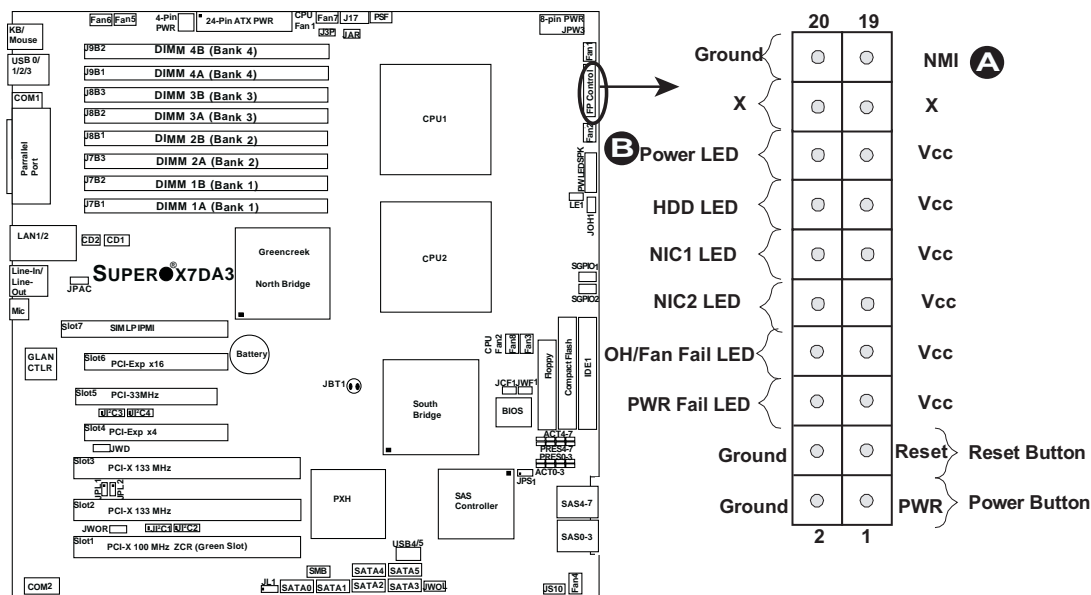 Fan6 Fan5
4-Pin PWR
24-Pin ATX PWR
CPU Fan 1
Fan7
J17
PSF
J3P
JAR
8-pin PWR
JPW3
KB/ Mouse
USB 0/ 1/2/3
COM1
Parrallel Port
J9B2 DIMM 4B (Bank 4)
J9B1 DIMM 4A (Bank 4)
J8B3 DIMM 3B (Bank 3)
J8B2 DIMM 3A (Bank 3)
J8B1 DIMM 2B (Bank 2)
J7B3 DIMM 2A (Bank 2)
J7B2 DIMM 1B (Bank 1)
J7B1 DIMM 1A (Bank 1)
CPU1
CPU2
Fan1
FP Control
Fan2
PW LEDSPK
LE1
JOH1
SGPIO1
SGPIO2
LAN1/2
CD2 CD1
Line-In/ Line-Out
Mic
JPAC
SUPER® X7DA3
Greencreek
North Bridge
Slot7 SIMLP IPMI
Slot6 PCI-Exp x16
Slot5 PCI-33MHz
JI²C3 JI²C4
Slot4 PCI-Exp x4
JWD
Slot3 PCI-X 133 MHz
JPL1
JPL2
Slot2 PCI-X 133 MHz
JWOR
JI²C1 JI²C2
Slot1 PCI-X 100 MHz ZCR (Green Slot)
GLAN CTLR
Battery
JBT1
South Bridge
CPU Fan2
Fan8
Fan3
JCF1 JWF1
BIOS
Floppy
Compact Flash
IDE1
ACT4-7
PRES4-7
PRES0-3
ACT0-3
JPS1
PXH
SAS Controller
SAS4-7
SAS0-3
USB4/5
COM2
JL1
SMB
SATA0 SATA1
SATA4 SATA5
SATA2 SATA3
JWOL
JS10
Fan4
20 19
Ground NMI A
X X
B Power LED Vcc
HDD LED Vcc
NIC1 LED Vcc
NIC2 LED Vcc
OH/Fan Fail LED Vcc
PWR Fail LED Vcc
Ground Reset Reset Button
Ground PWR Power Button
2 1